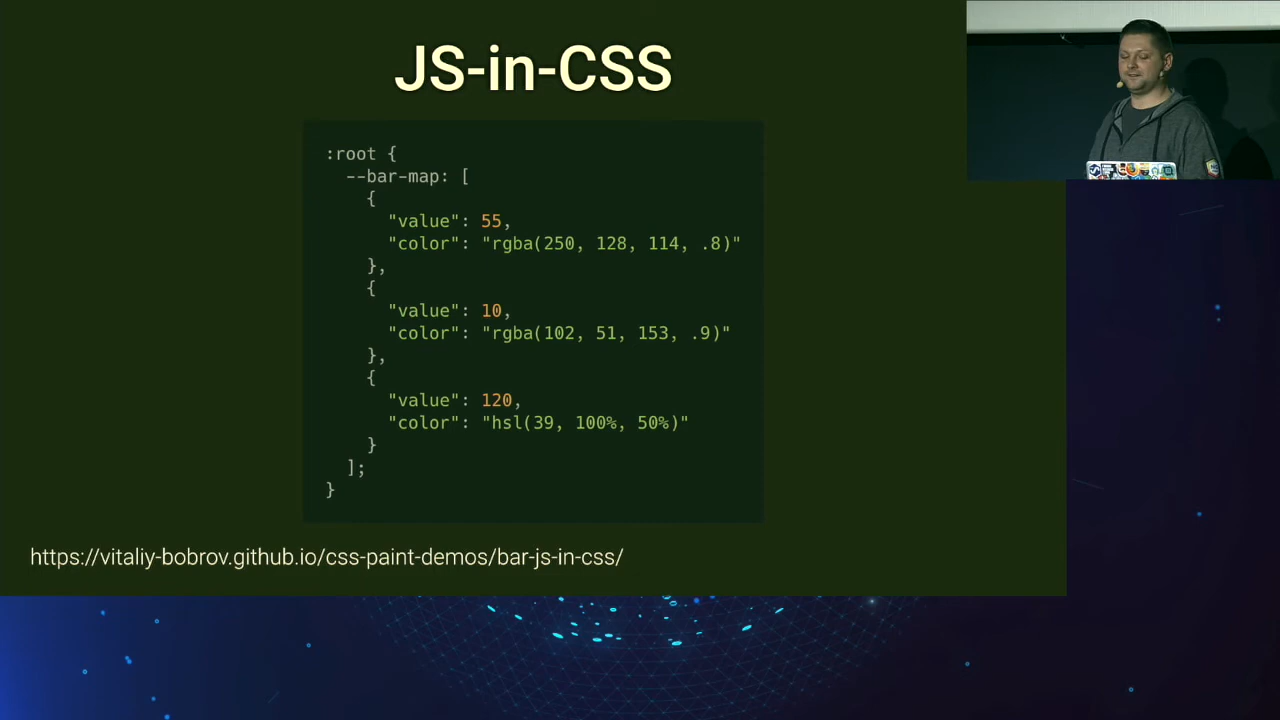 JS-in-CSS
:root {
--bar-map: [
{
"value": 55,
"color": "rgba(250, 128, 114, .8)"
},
{
"value": 10,
"color": "rgba(102, 51, 153, .9)"
},
{
"value": 120,
"color": "hsl(39, 100%, 50%)"
}
];
}
https://vitaliy-bobrov.github.io/css-paint-demos/bar-js-in-css/